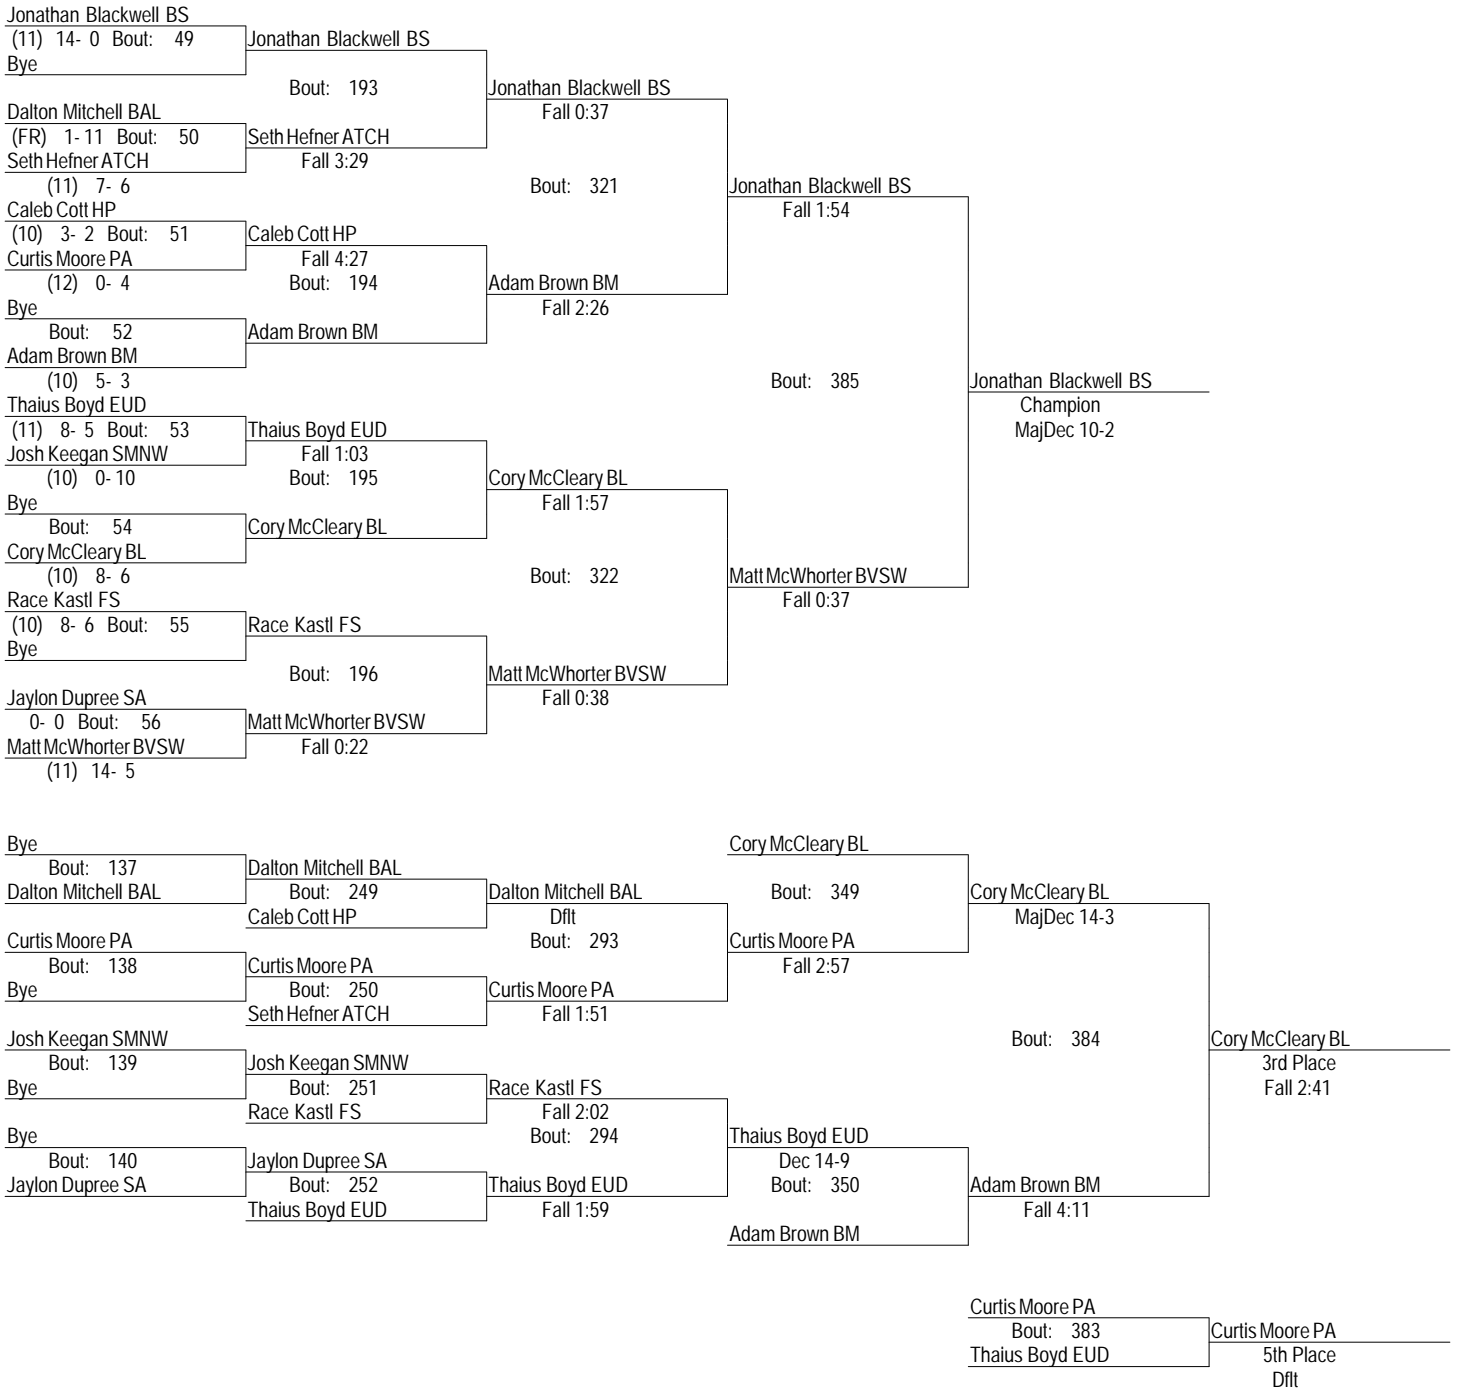 Jonathan Blackwell BS
(11) 14- 0 Bout: 49 Jonathan Blackwell BS
Bye
Bout: 193 Jonathan Blackwell BS
Dalton Mitchell BAL Fall 0:37
(FR) 1- 11 Bout: 50 Seth Hefner ATCH
Seth Hefner ATCH Fall 3:29
(11) 7- 6 Bout: 321 Jonathan Blackwell BS
Caleb Cott HP Fall 1:54
(10) 3- 2 Bout: 51 Caleb Cott HP
Curtis Moore PA Fall 4:27
(12) 0- 4 Bout: 194 Adam Brown BM
Bye Fall 2:26
Bout: 52 Adam Brown BM
Adam Brown BM
(10) 5- 3 Bout: 385 Jonathan Blackwell BS
Thaius Boyd EUD Champion
(11) 8- 5 Bout: 53 Thaius Boyd EUD MajDec 10-2
Josh Keegan SMNW Fall 1:03
(10) 0- 10 Bout: 195 Cory McCleary BL
Bye Fall 1:57
Bout: 54 Cory McCleary BL
Cory McCleary BL
(10) 8- 6 Bout: 322 Matt McWhorter BVSW
Race Kastl FS Fall 0:37
(10) 8- 6 Bout: 55 Race Kastl FS
Bye
Bout: 196 Matt McWhorter BVSW
Jaylon Dupree SA Fall 0:38
0- 0 Bout: 56 Matt McWhorter BVSW
Matt McWhorter BVSW Fall 0:22
(11) 14- 5
Bye Cory McCleary BL
Bout: 137 Dalton Mitchell BAL
Dalton Mitchell BAL Bout: 249 Dalton Mitchell BAL Bout: 349 Cory McCleary BL
Caleb Cott HP Dflt MajDec 14-3
Curtis Moore PA Bout: 293 Curtis Moore PA
Bout: 138 Curtis Moore PA Fall 2:57
Bye Bout: 250 Curtis Moore PA
Seth Hefner ATCH Fall 1:51
Josh Keegan SMNW Bout: 384 Cory McCleary BL
Bout: 139 Josh Keegan SMNW 3rd Place
Bye Bout: 251 Race Kastl FS Fall 2:41
Race Kastl FS Fall 2:02
Bye Bout: 294 Thaius Boyd EUD
Bout: 140 Jaylon Dupree SA Dec 14-9
Jaylon Dupree SA Bout: 252 Thaius Boyd EUD Bout: 350 Adam Brown BM
Thaius Boyd EUD Fall 1:59 Fall 4:11
Adam Brown BM
Curtis Moore PA
Bout: 383 Curtis Moore PA
Thaius Boyd EUD 5th Place
Dflt